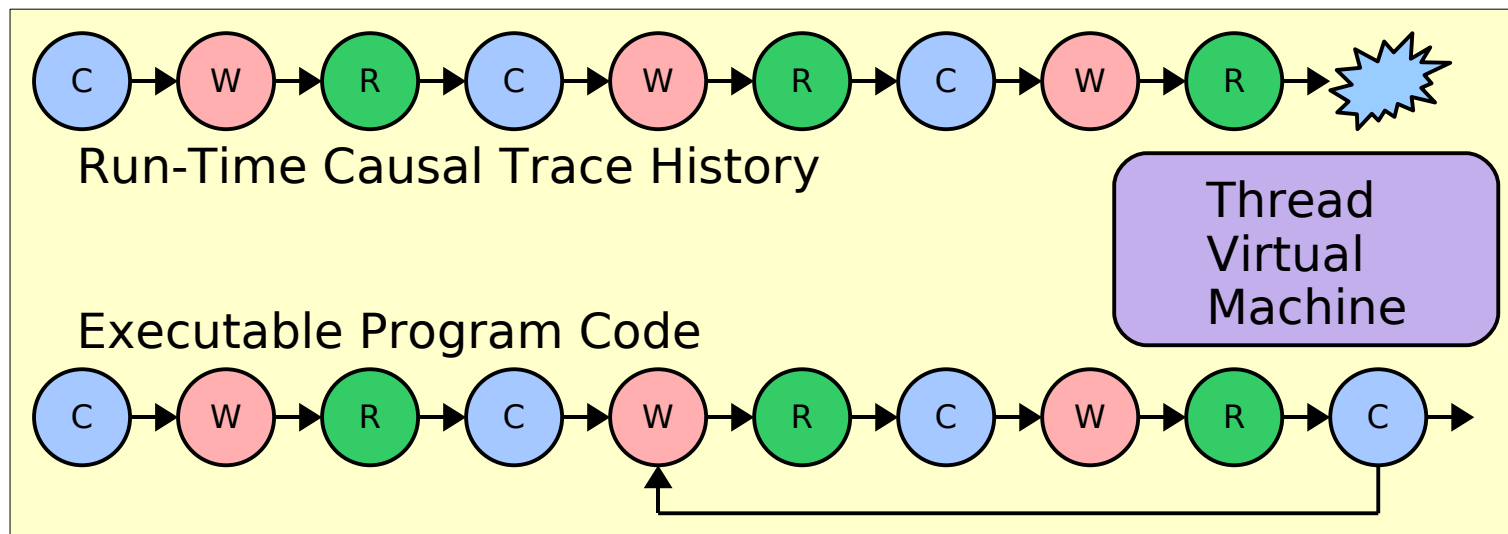 C W R C W R C W R
Run-Time Causal Trace History
Thread
Virtual
Machine
Executable Program Code
C W R C W R C W R C